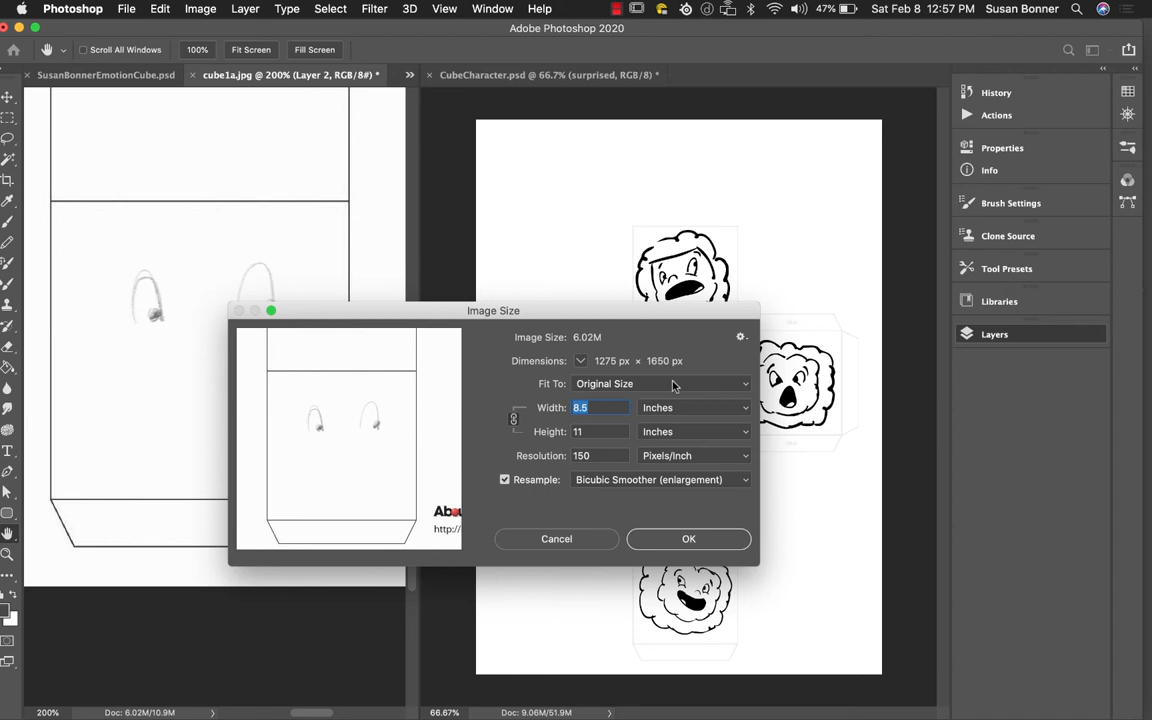 Photoshop File Edit Image Layer Type Select Filter 3D View Window Help 47% Sat Feb 8 12:57 PM Susan Bonner
Adobe Photoshop 2020
Scroll All Windows 100% Fit Screen Fill Screen
SusanBonnerEmotionCube.psd cube1a.jpg @ 200% (Layer 2, RGB/8#) * CubeCharacter.psd @ 66.7% (surprised, RGB/8) *
History
Actions
Properties
Info
Brush Settings
Clone Source
Tool Presets
Libraries
Layers
Image Size
Image Size: 6.02M
Dimensions: 1275 px × 1650 px
Fit To: Original Size
Width: 8.5 Inches
Height: 11 Inches
Resolution: 150 Pixels/Inch
Resample: Bicubic Smoother (enlargement)
Cancel OK
Abou
http://
200% Doc: 6.02M/10.9M 66.67% Doc: 9.06M/51.9M